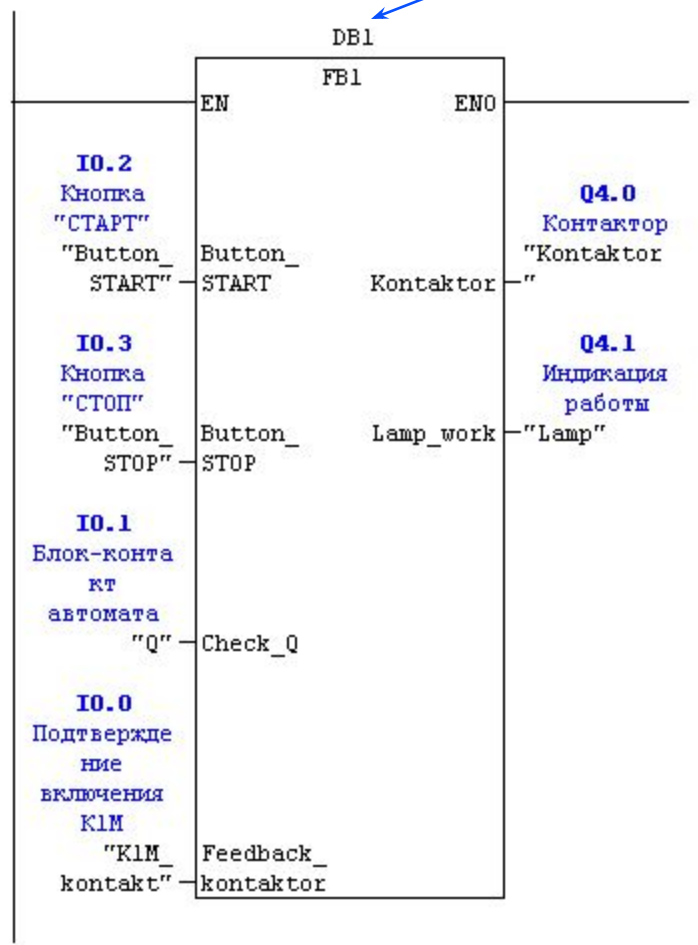 DB1
FB1
EN ENO
I0.2
Кнопка
"СТАРТ"
"Button_ Button_
START" START
Q4.0
Контактор
"Kontaktor
Kontaktor "
I0.3
Кнопка
"СТОП"
"Button_ Button_
STOP" STOP
Q4.1
Индикация
работы
Lamp_work "Lamp"
I0.1
Блок-конта
кт
автомата
"Q" Check_Q
I0.0
Подтвержде
ние
включения
K1M
"K1M_ Feedback_
kontakt" kontaktor